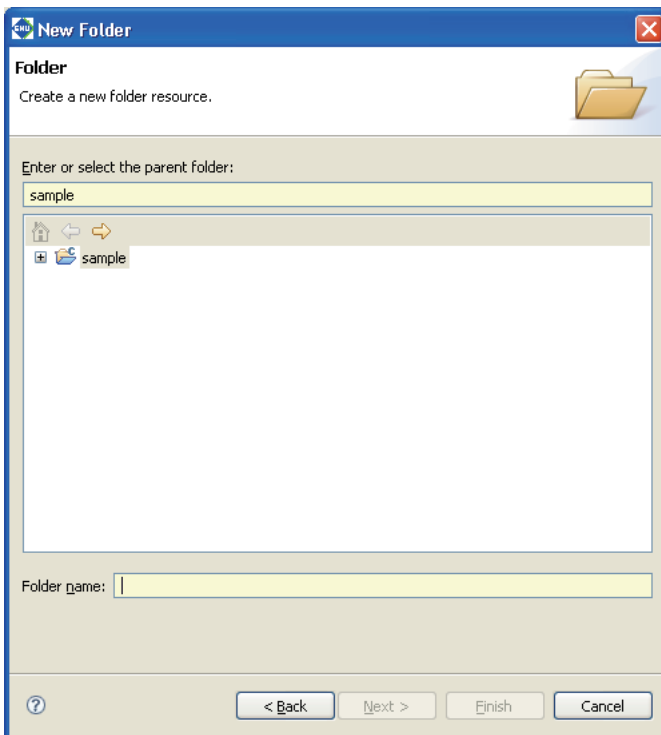 GNU New Folder
Folder
Create a new folder resource.
Enter or select the parent folder:
sample
C
sample
Folder name:
< Back Next > Finish Cancel